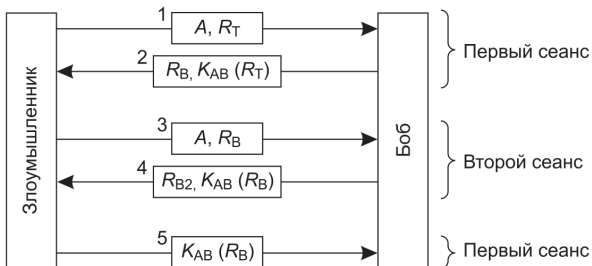 Злоумышленник
1
A, R_T
2
R_B, K_AB (R_T)
Первый сеанс
3
A, R_B
4
R_B2, K_AB (R_B)
Второй сеанс
5
K_AB (R_B)
Первый сеанс
Боб